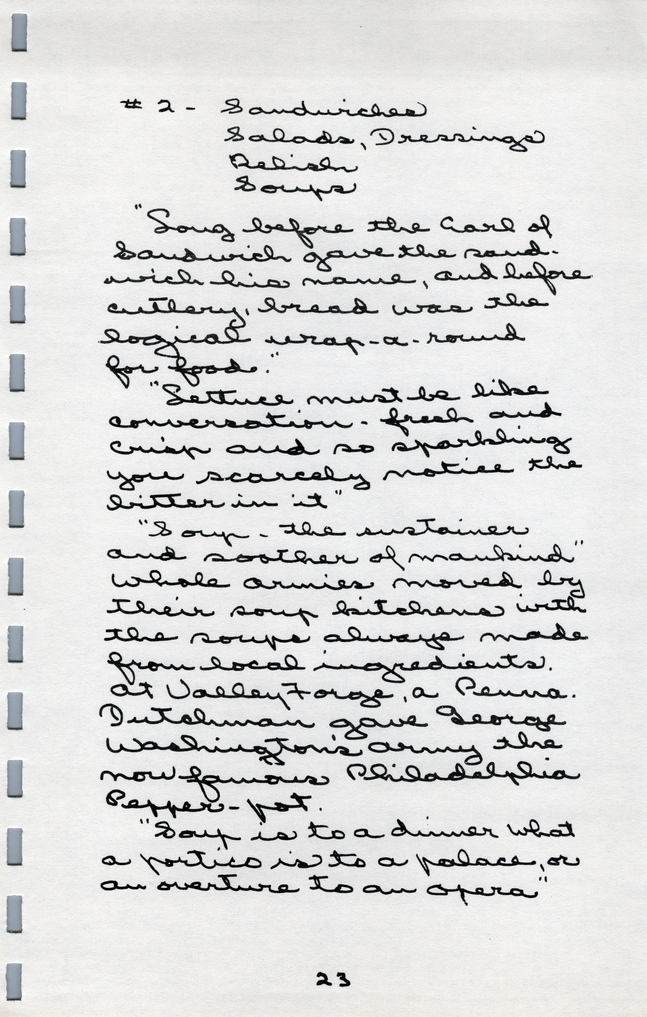 # 2 - Sandwiches
Salads, Dressings
Relish
Soups
"Long before the Earl of
Sandwich gave the sand-
wich his name, and before
cutlery, bread was the
logical wrap-a-round
for food."
"Lettuce must be like
conversation - fresh and
crisp and so sparkling
you scarcely notice the
bitter in it"
"Soup - the sustainer
and soother of mankind"
Whole armies moved by
their soup kitchens with
the soups always made
from local ingredients.
At Valley Forge, a Penna.
Dutchman gave George
Washington's army the
now famous Philadelphia
Pepper-pot.
"Soup is to a dinner what
a portico is to a palace, or
an overture to an opera"
23